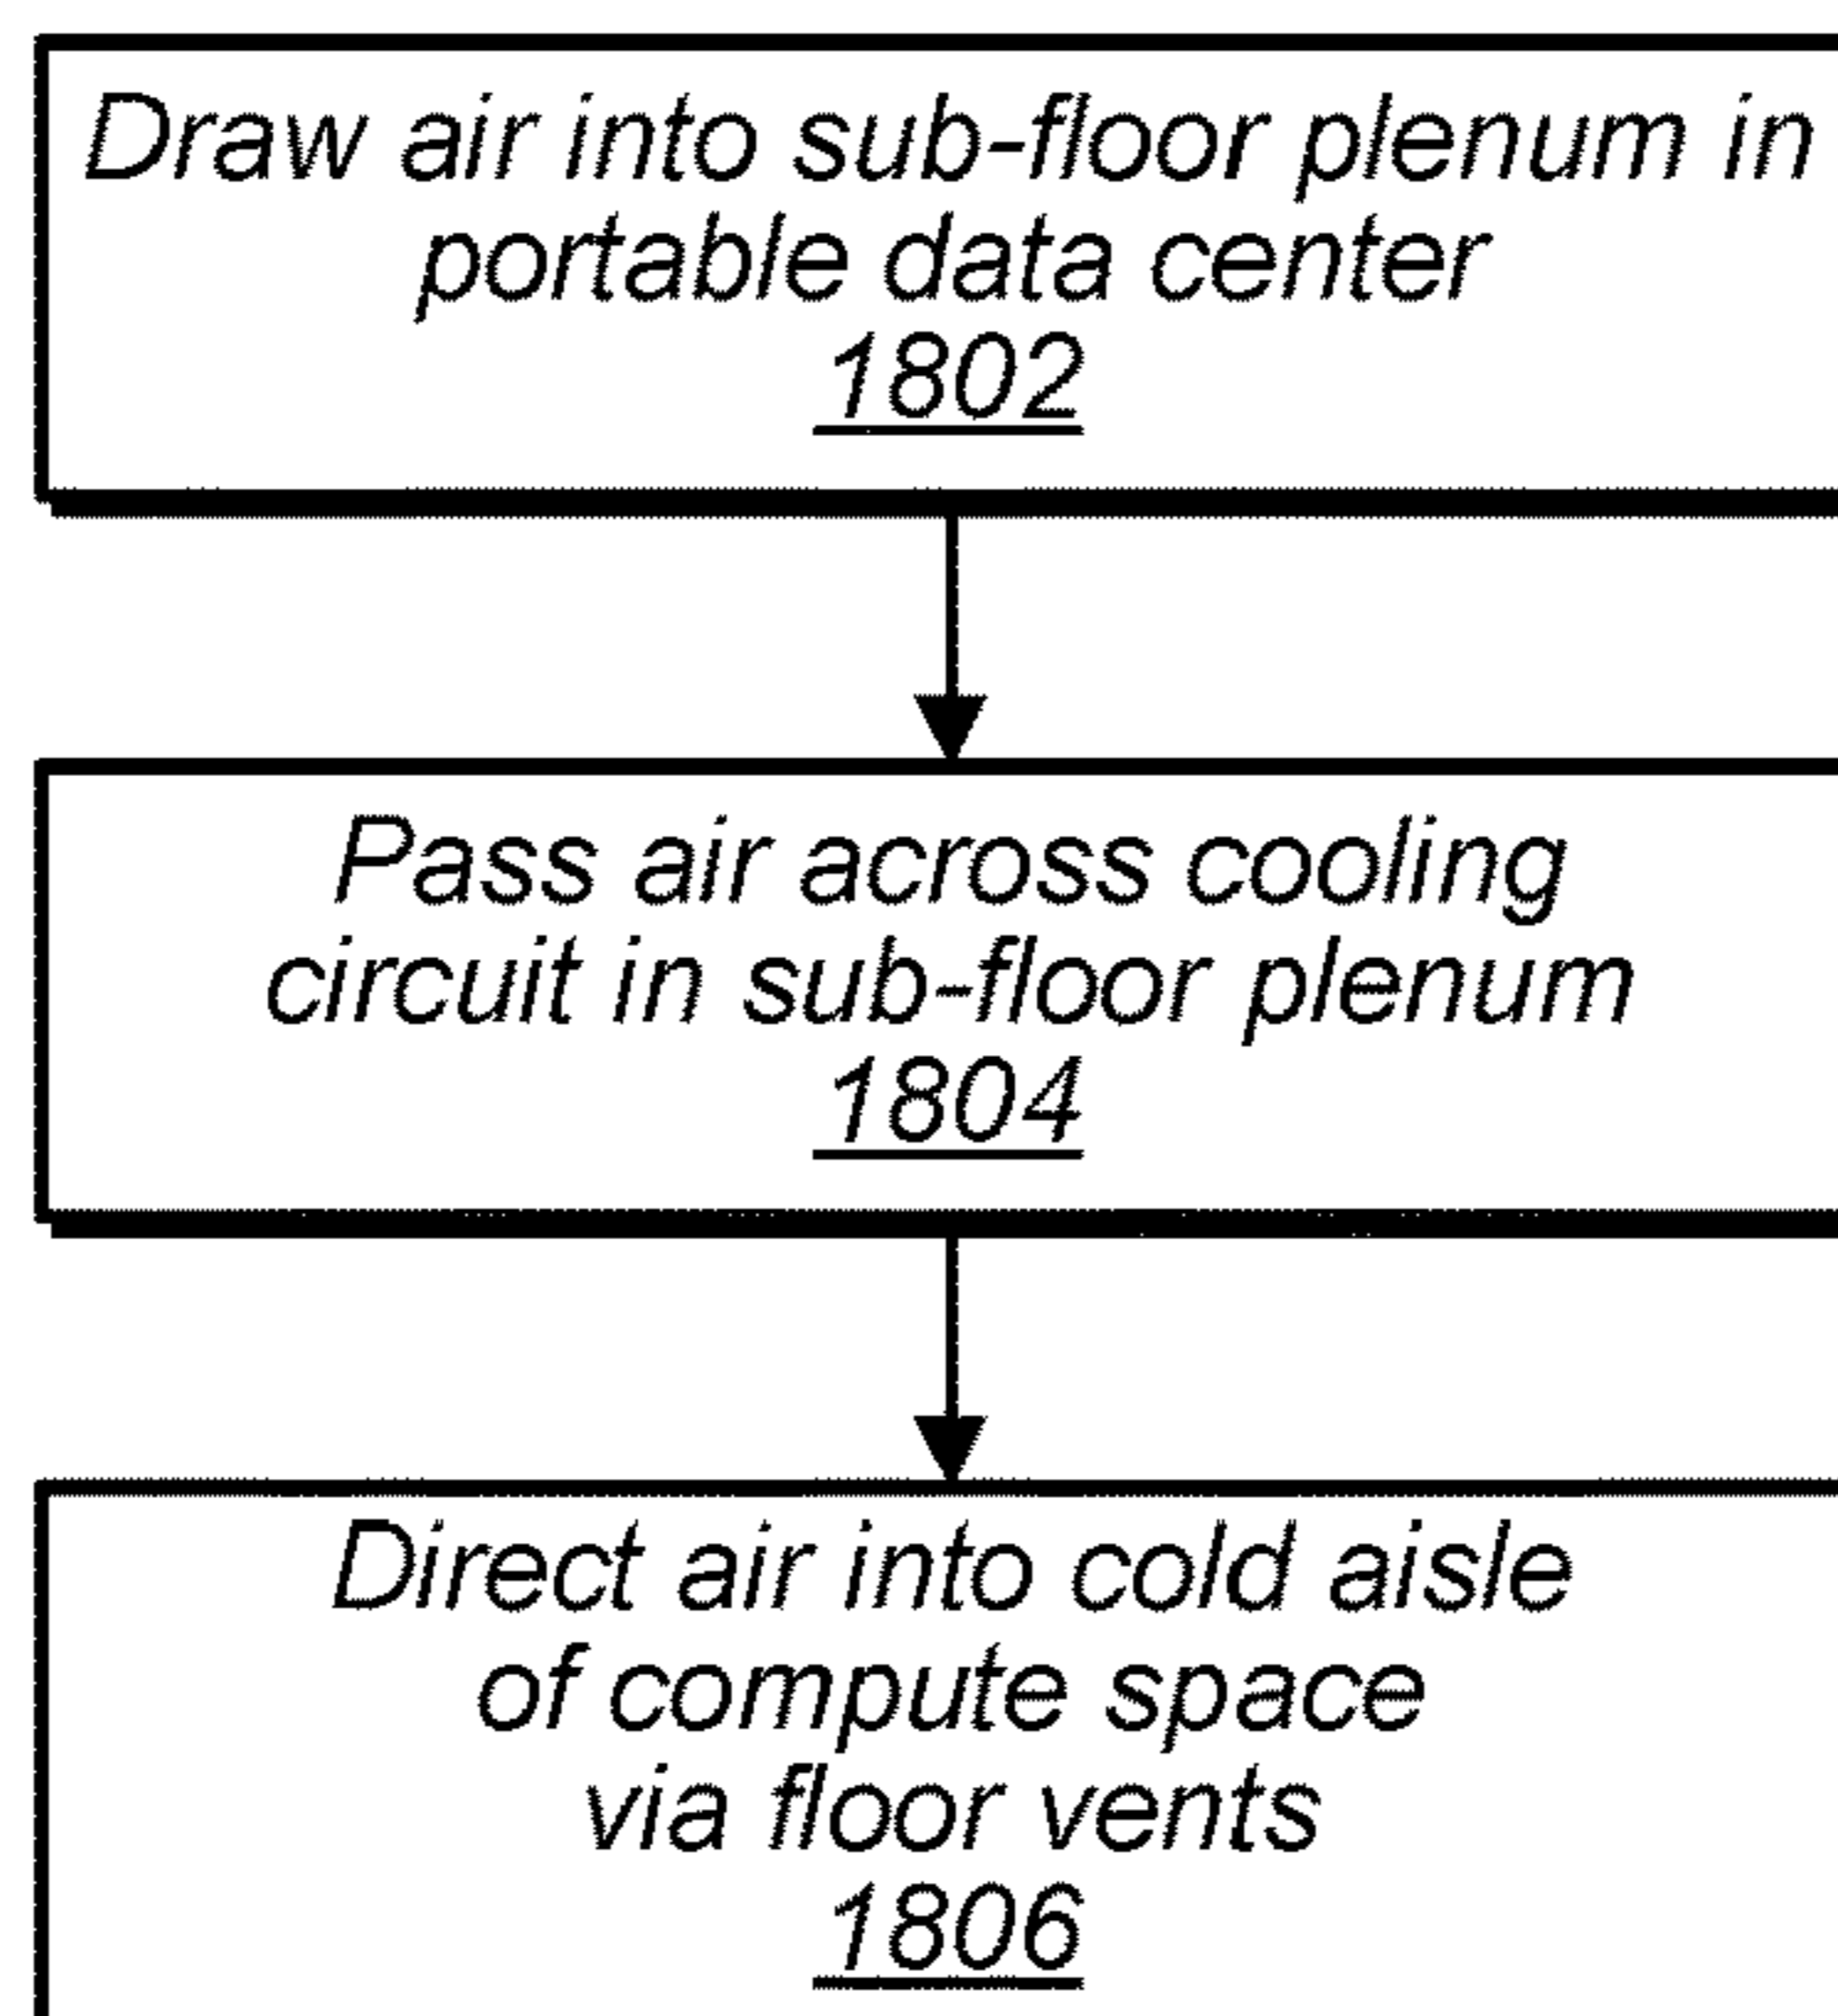 Draw air into sub-floor plenum in
portable data center
1802
Pass air across cooling
circuit in sub-floor plenum
1804
Direct air into cold aisle
of compute space
via floor vents
1806